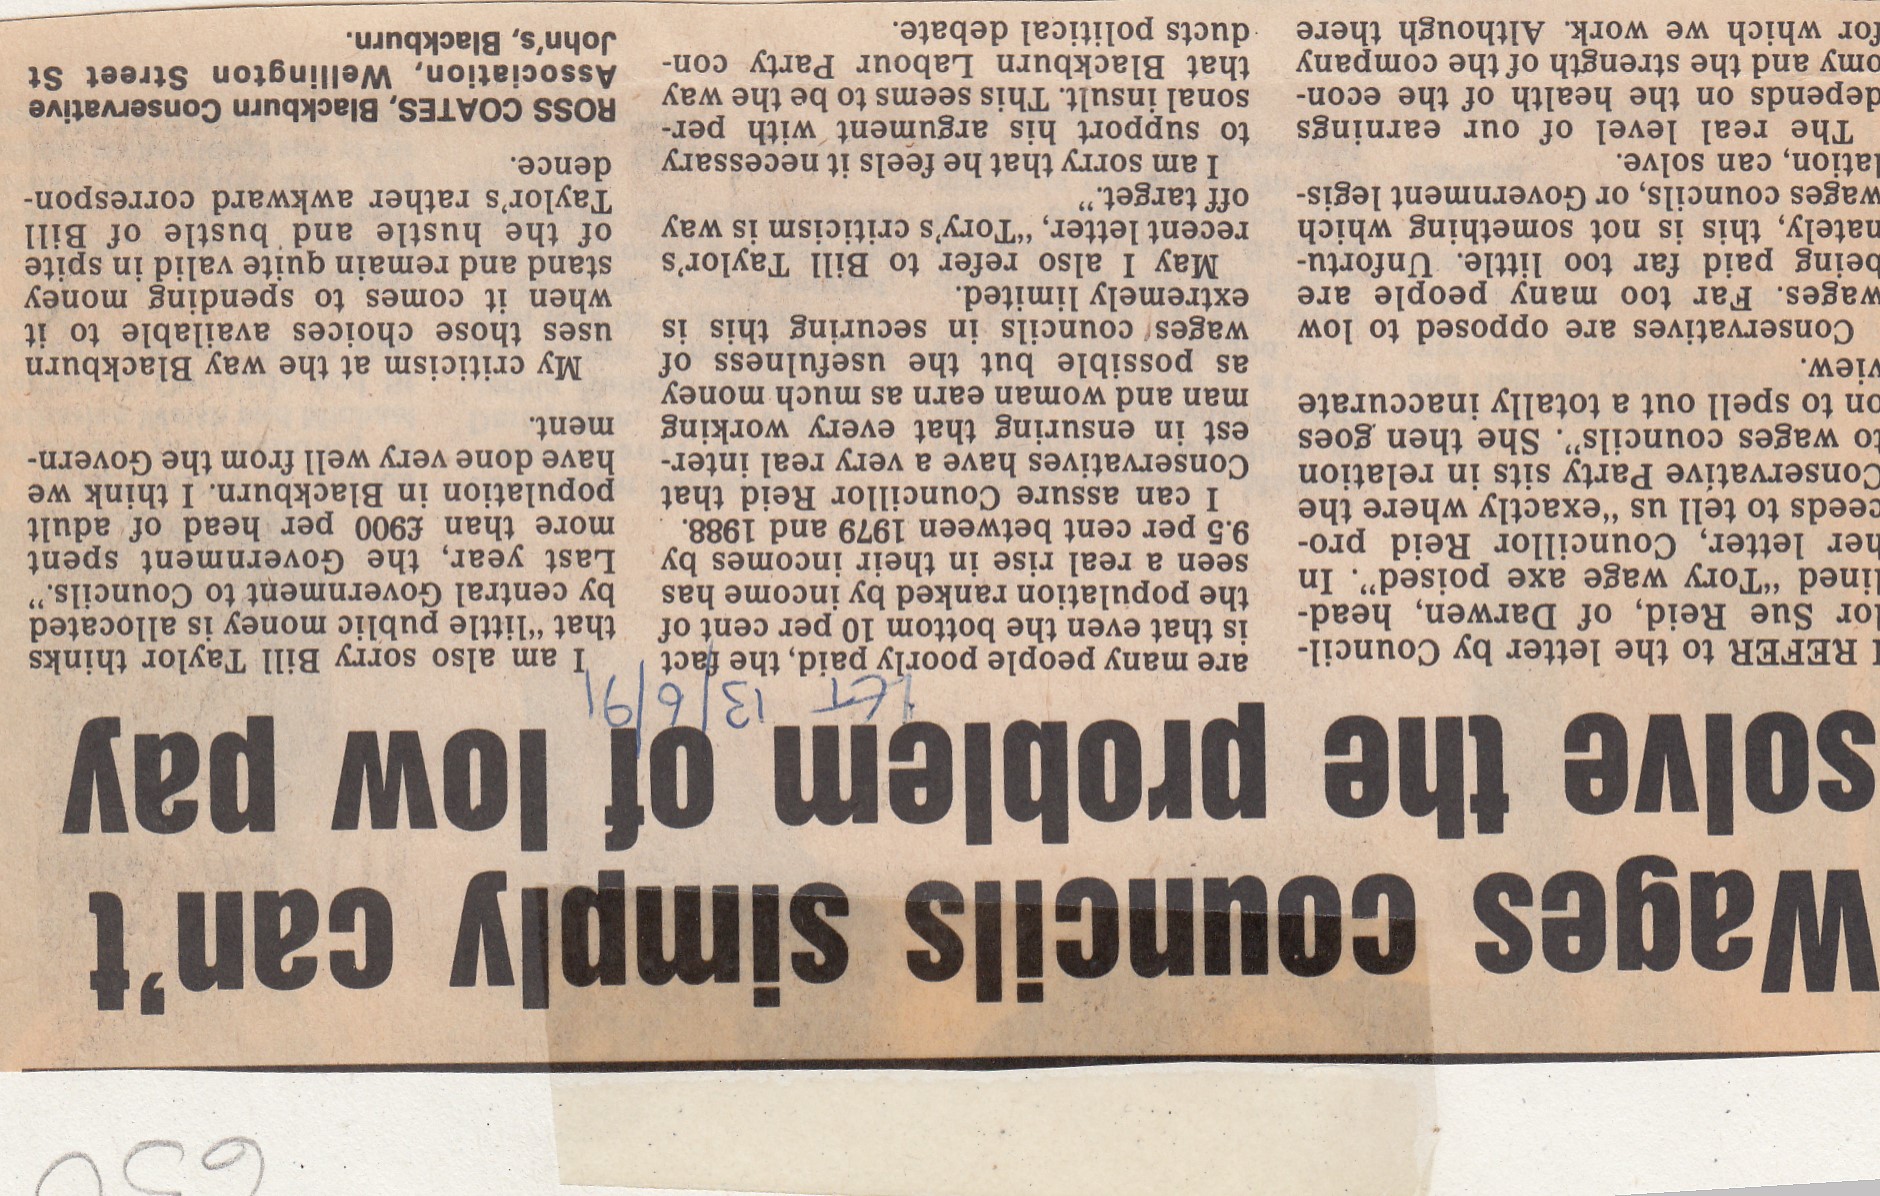 Wages councils simply can't
solve the problem of low pay
LET 13/6/91
I REFER to the letter by Council-
lor Sue Reid, of Darwen, head-
lined “Tory wage axe poised”. In
her letter, Councillor Reid pro-
ceeds to tell us “exactly where the
Conservative Party sits in relation
to wages councils”. She then goes
on to spell out a totally inaccurate
view.
Conservatives are opposed to low
wages. Far too many people are
being paid far too little. Unfortu-
nately, this is not something which
wages councils, or Government legis-
lation, can solve.
The real level of our earnings
depends on the health of the econ-
omy and the strength of the company
for which we work. Although there
are many people poorly paid, the fact
is that even the bottom 10 per cent of
the population ranked by income has
seen a real rise in their incomes by
9.5 per cent between 1979 and 1988.
I can assure Councillor Reid that
Conservatives have a very real inter-
est in ensuring that every working
man and woman earn as much money
as possible but the usefulness of
wages councils in securing this is
extremely limited.
May I also refer to Bill Taylor's
recent letter, “Tory's criticism is way
off target.”
I am sorry that he feels it necessary
to support his argument with per-
sonal insult. This seems to be the way
that Blackburn Labour Party con-
ducts political debate.
I am also sorry Bill Taylor thinks
that “little public money is allocated
by central Government to Councils.”
Last year, the Government spent
more than £900 per head of adult
population in Blackburn. I think we
have done very well from the Govern-
ment.
My criticism at the way Blackburn
uses those choices available to it
when it comes to spending money
stand and remain quite valid in spite
of the hustle and bustle of Bill
Taylor's rather awkward correspon-
dence.
ROSS COATES, Blackburn Conservative
Association, Wellington Street St
John's, Blackburn.